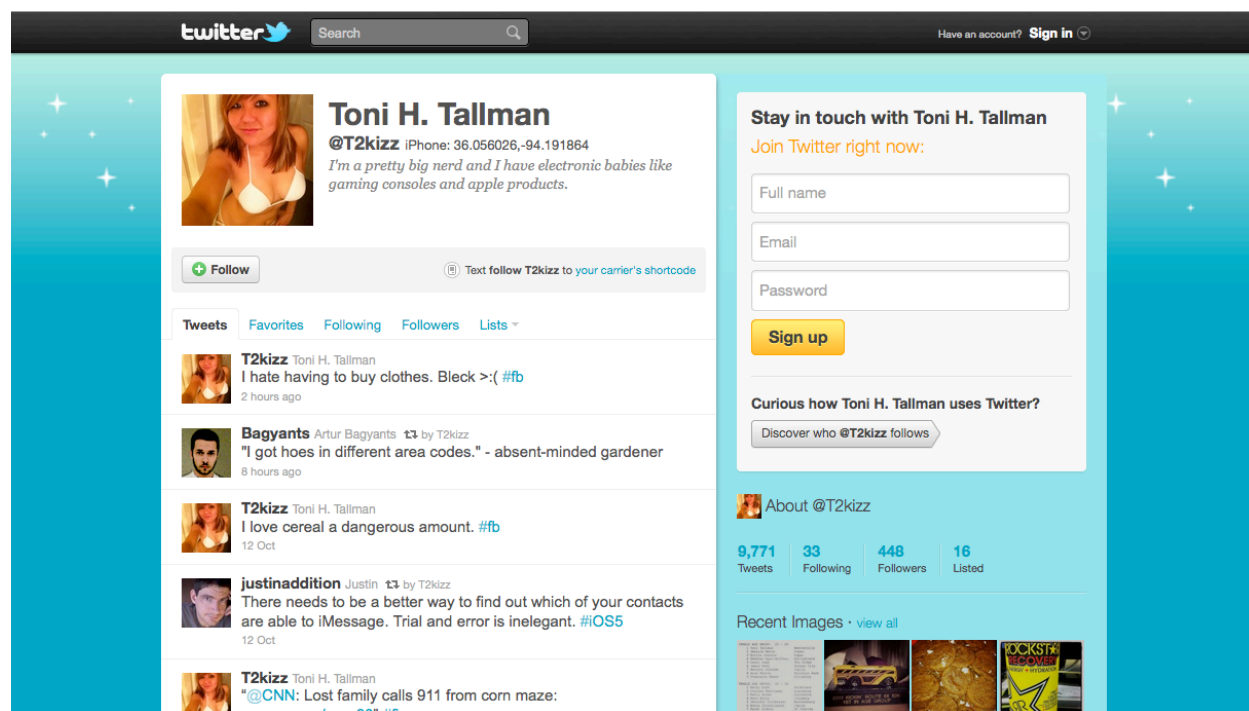 twitter
Search
Have an account? Sign in
Toni H. Tallman
@T2kizz iPhone: 36.056026,-94.191864
I'm a pretty big nerd and I have electronic babies like
gaming consoles and apple products.
Follow
Text follow T2kizz to your carrier's shortcode
Tweets Favorites Following Followers Lists
T2kizz Toni H. Tallman
I hate having to buy clothes. Bleck >:( #fb
2 hours ago
Bagyants Artur Bagyants by T2kizz
"I got hoes in different area codes." - absent-minded gardener
8 hours ago
T2kizz Toni H. Tallman
I love cereal a dangerous amount. #fb
12 Oct
justinaddition Justin by T2kizz
There needs to be a better way to find out which of your contacts
are able to iMessage. Trial and error is inelegant. #iOS5
12 Oct
T2kizz Toni H. Tallman
"@CNN: Lost family calls 911 from corn maze:
Stay in touch with Toni H. Tallman
Join Twitter right now:
Full name
Email
Password
Sign up
Curious how Toni H. Tallman uses Twitter?
Discover who @T2kizz follows
About @T2kizz
9,771 33 448 16
Tweets Following Followers Listed
Recent Images · view all
ROCKSTAR
RECOVERY